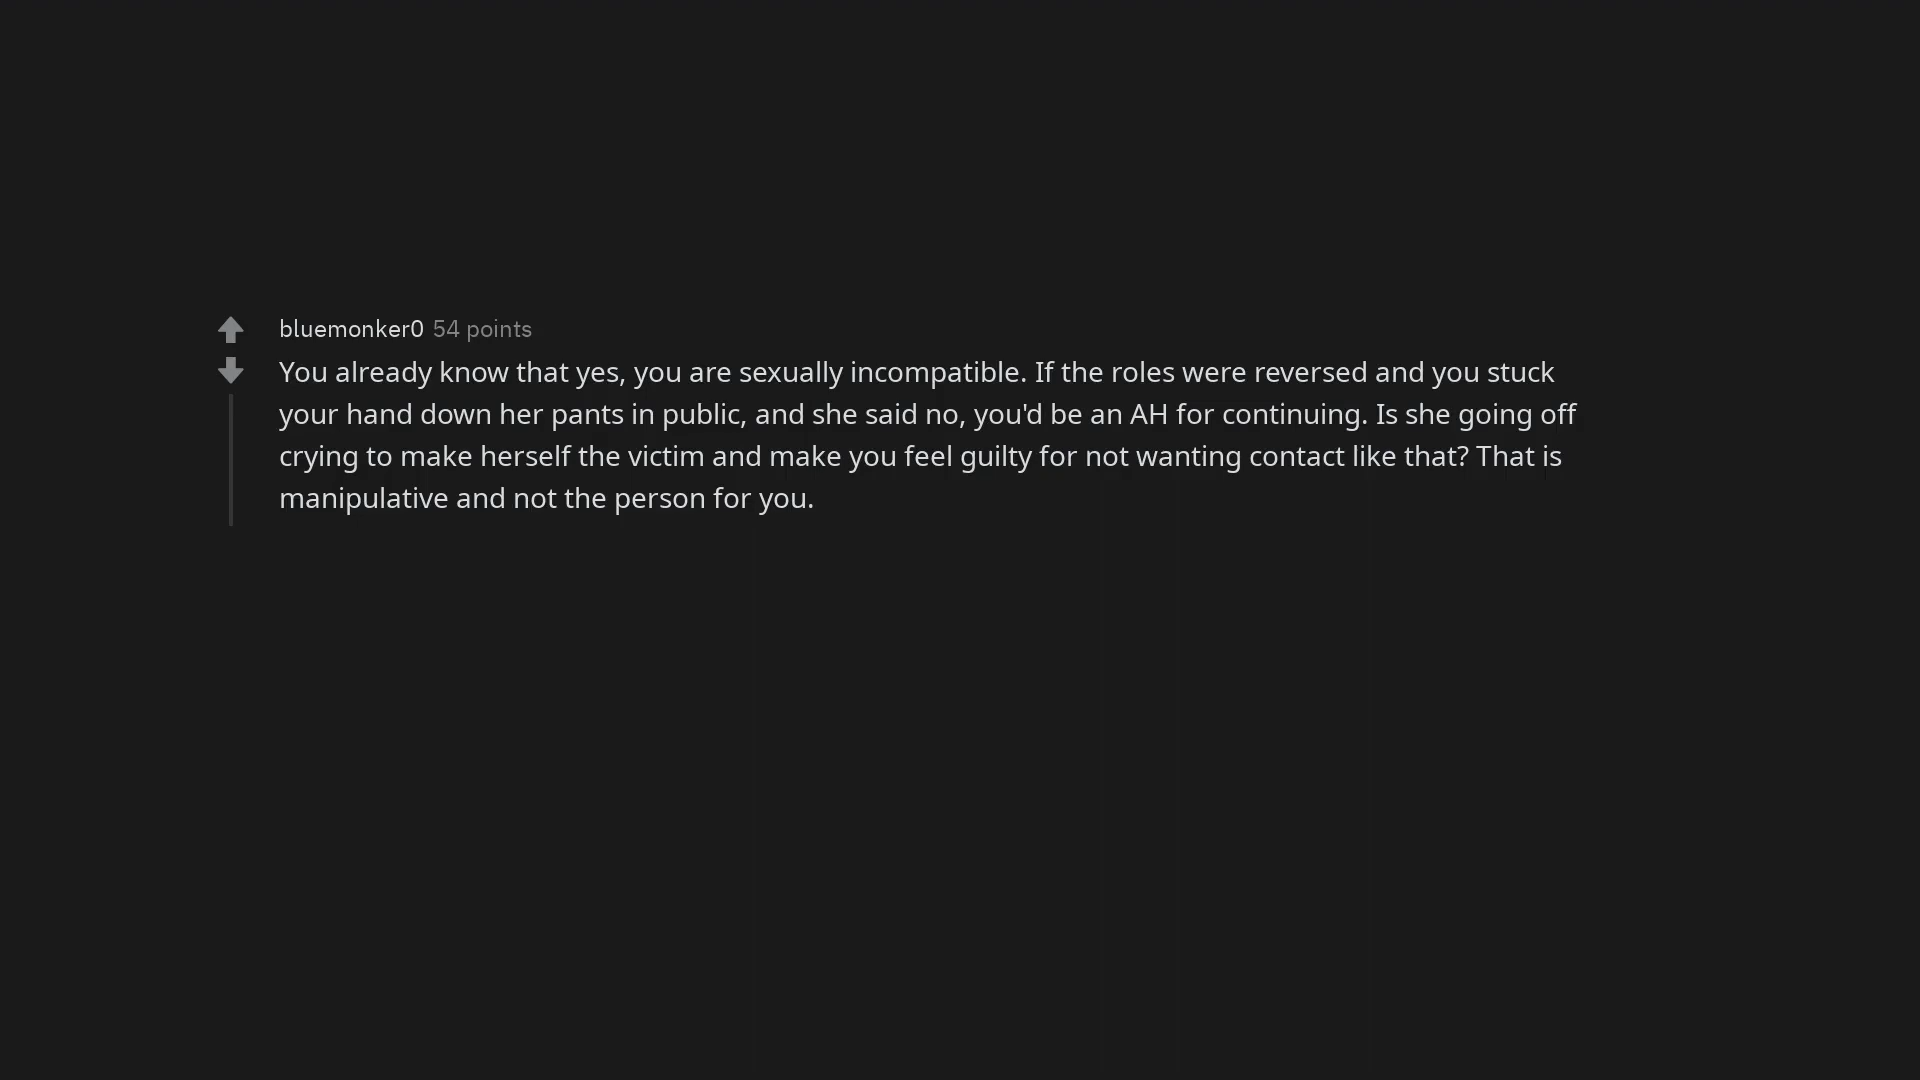 bluemonker0 54 points
You already know that yes, you are sexually incompatible. If the roles were reversed and you stuck
your hand down her pants in public, and she said no, you'd be an AH for continuing. Is she going off
crying to make herself the victim and make you feel guilty for not wanting contact like that? That is
manipulative and not the person for you.